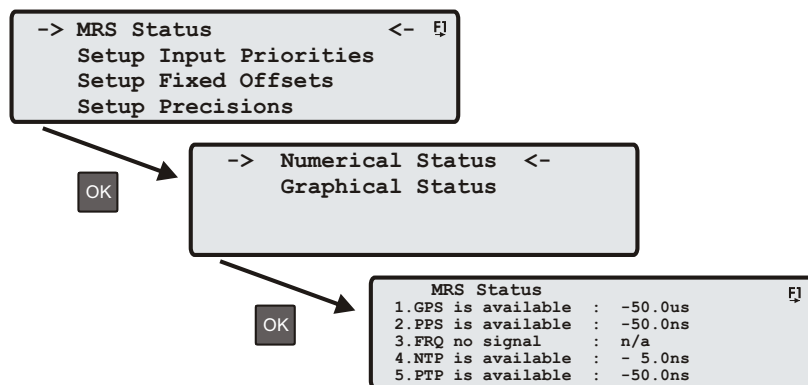 -> MRS Status <- F1
Setup Input Priorities
Setup Fixed Offsets
Setup Precisions
OK
-> Numerical Status <-
Graphical Status
OK
MRS Status F1
1.GPS is available : -50.0us
2.PPS is available : -50.0ns
3.FRQ no signal : n/a
4.NTP is available : - 5.0ns
5.PTP is available : -50.0ns